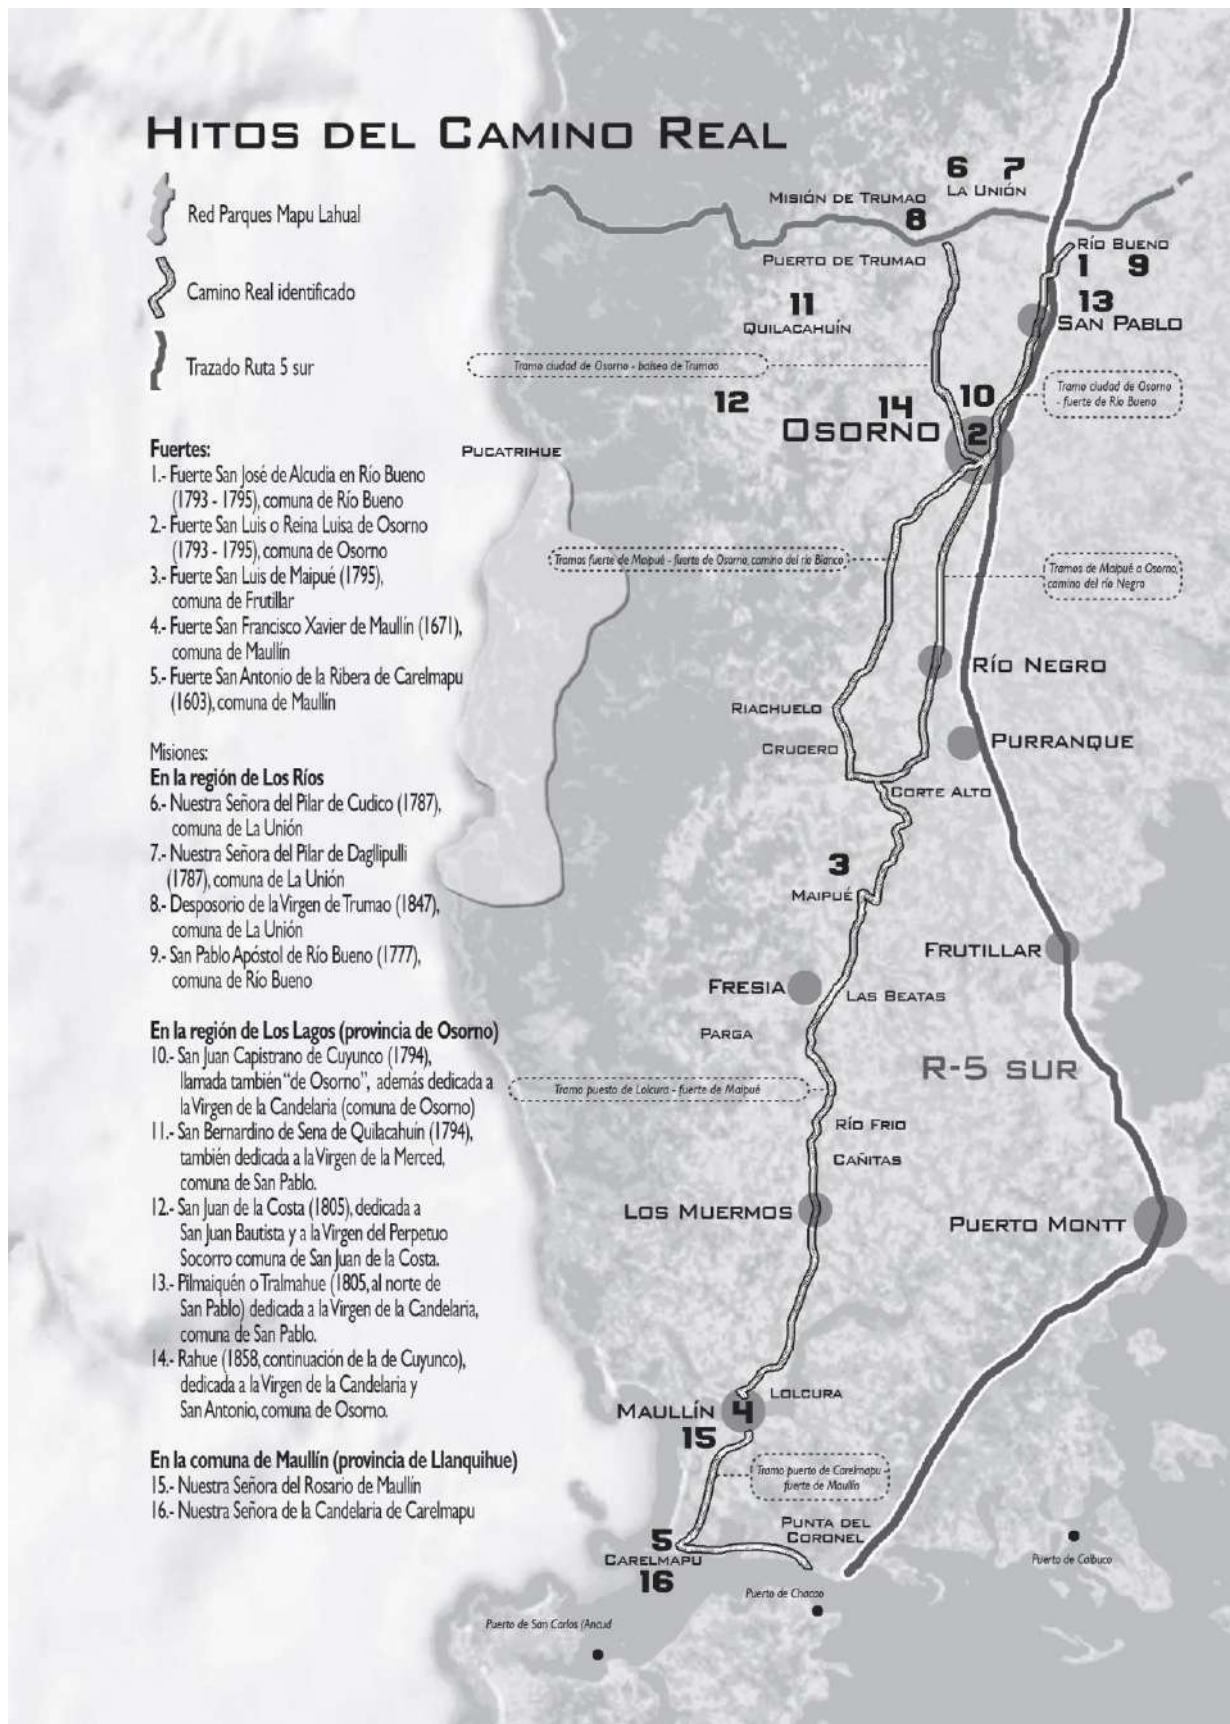 HITOS DEL CAMINO REAL
Red Parques Mapu Lahual
Camino Real identificado
Trazado Ruta 5 sur
Fuertes:
1.- Fuerte San José de Alcudia en Río Bueno
(1793 - 1795), comuna de Río Bueno
2.- Fuerte San Luis o Reina Luisa de Osorno
(1793 - 1795), comuna de Osorno
3.- Fuerte San Luis de Maipué (1795),
comuna de Frutillar
4.- Fuerte San Francisco Xavier de Maullín (1671),
comuna de Maullín
5.- Fuerte San Antonio de la Ribera de Carelmapu
(1603), comuna de Maullín
Misiones:
En la región de Los Ríos
6.- Nuestra Señora del Pilar de Cudico (1787),
comuna de La Unión
7.- Nuestra Señora del Pilar de Dagllipulli
(1787), comuna de La Unión
8.- Desposorio de la Virgen de Trumao (1847),
comuna de La Unión
9.- San Pablo Apóstol de Río Bueno (1777),
comuna de Río Bueno
En la región de Los Lagos (provincia de Osorno)
10.- San Juan Capistrano de Cuyunco (1794),
llamada también "de Osorno", además dedicada a
la Virgen de la Candelaria (comuna de Osorno)
11.- San Bernardino de Sena de Quilacahuín (1794),
también dedicada a la Virgen de la Merced,
comuna de San Pablo.
12.- San Juan de la Costa (1805), dedicada a
San Juan Bautista y a la Virgen del Perpetuo
Socorro comuna de San Juan de la Costa.
13.- Pilmaiquén o Tralmahue (1805, al norte de
San Pablo) dedicada a la Virgen de la Candelaria,
comuna de San Pablo.
14.- Rahue (1858, continuación de la de Cuyunco),
dedicada a la Virgen de la Candelaria y
San Antonio, comuna de Osorno.
En la comuna de Maullín (provincia de Llanquihue)
15.- Nuestra Señora del Rosario de Maullín
16.- Nuestra Señora de la Candelaria de Carelmapu
6 7
LA UNIÓN
MISIÓN DE TRUMAO
8
PUERTO DE TRUMAO
RÍO BUENO
1 9
11
QUILACAHUÍN
13
SAN PABLO
Tramo ciudad de Osorno - balseo de Trumao
Tramo ciudad de Osorno
- fuerte de Río Bueno
12
14
10
OSORNO
2
PUCATRIHUE
Tramos fuerte de Maipué - fuerte de Osorno, camino del río Blanco
Tramos de Maipué a Osorno,
camino del río Negro
RÍO NEGRO
RIACHUELO
CRUCERO
PURRANQUE
CORTE ALTO
3
MAIPUÉ
FRUTILLAR
FRESIA
LAS BEATAS
PARGA
R-5 SUR
Tramo puesto de Lolcura - fuerte de Maipué
RÍO FRIO
CAÑITAS
LOS MUERMOS
PUERTO MONTT
LOLCURA
MAULLÍN 4
15
Tramo puerto de Carelmapu -
fuerte de Maullín
PUNTA DEL
CORONEL
5
CARELMAPU
16
Puerto de Calbuco
Puerto de Chacao
Puerto de San Carlos (Ancud